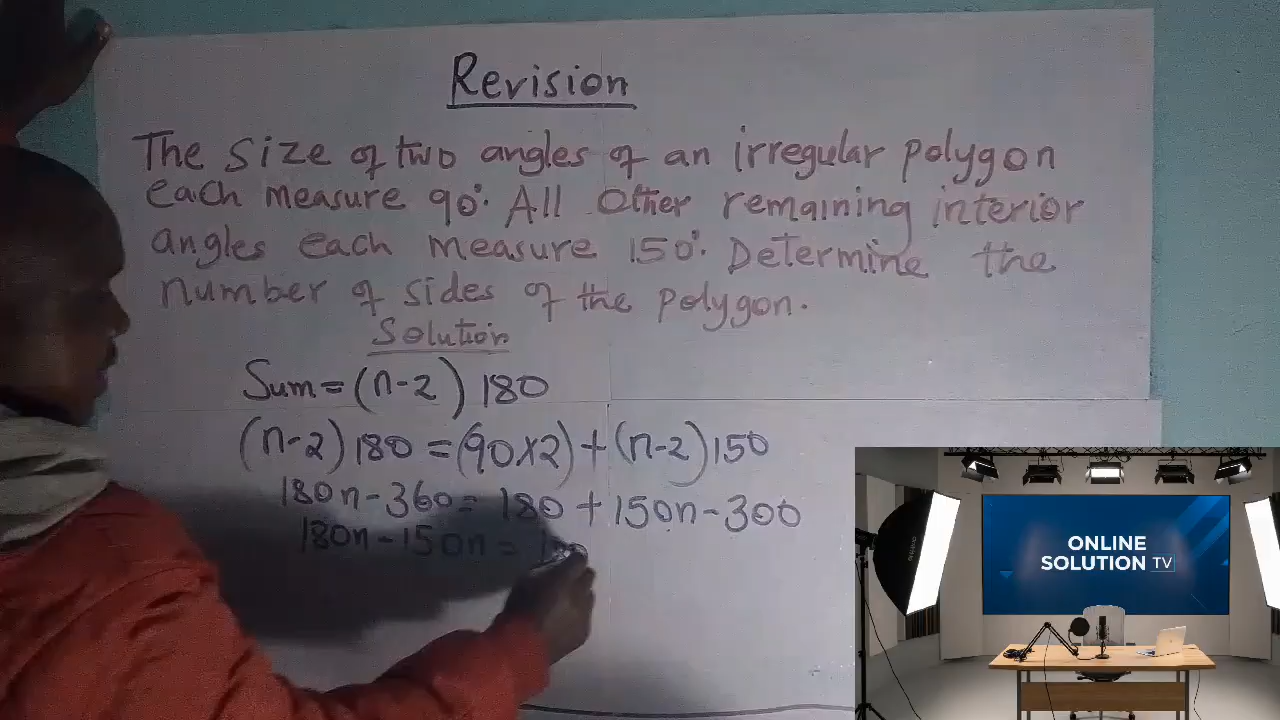 Revision
The size of two angles of an irregular polygon
each measure 90°. All other remaining interior
angles each measure 150°. Determine the
number of sides of the polygon.
Solution
Sum = (n-2) 180
(n-2) 180 = (90x2) + (n-2) 150
180n - 360 = 180 + 150n - 300
180n - 150n =
ONLINE
SOLUTION TV